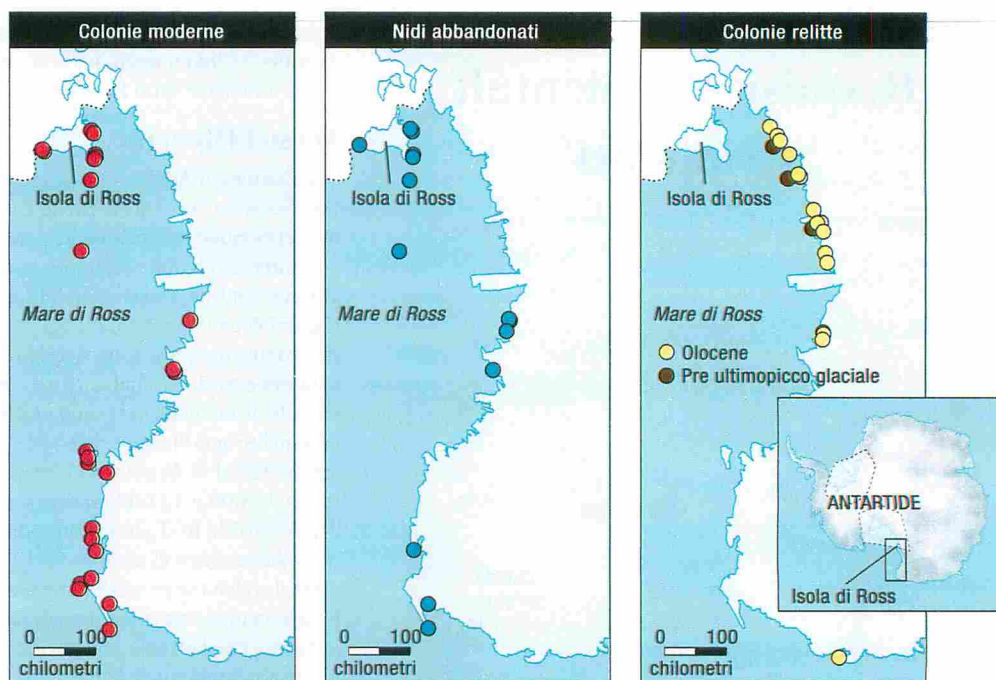 Colonie moderne
Isola di Ross
Mare di Ross
0 100
chilometri
Nidi abbandonati
Isola di Ross
Mare di Ross
0 100
chilometri
Colonie relitte
Isola di Ross
Mare di Ross
Olocene
Pre ultimopicco glaciale
0 100
chilometri
ANTARTIDE
Isola di Ross